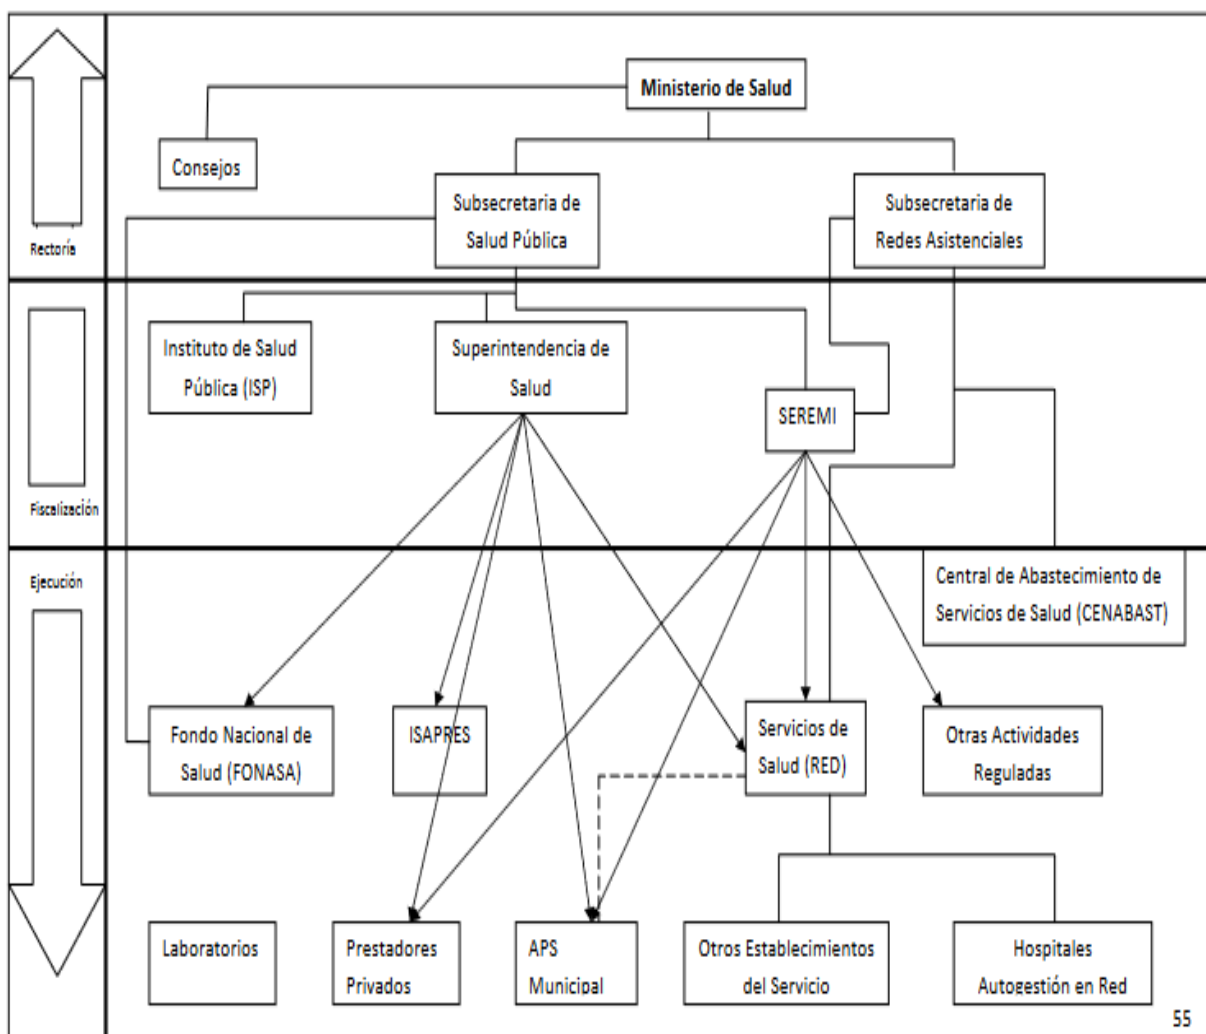 Ministerio de Salud
Consejos
Subsecretaria de
Salud Pública
Subsecretaria de
Redes Asistenciales
Rectoría
Instituto de Salud
Pública (ISP)
Superintendencia de
Salud
SEREMI
Fiscalización
Ejecución
Central de Abastecimiento de
Servicios de Salud (CENABAST)
Fondo Nacional de
Salud (FONASA)
ISAPRES
Servicios de
Salud (RED)
Otras Actividades
Reguladas
Laboratorios
Prestadores
Privados
APS
Municipal
Otros Establecimientos
del Servicio
Hospitales
Autogestión en Red
55